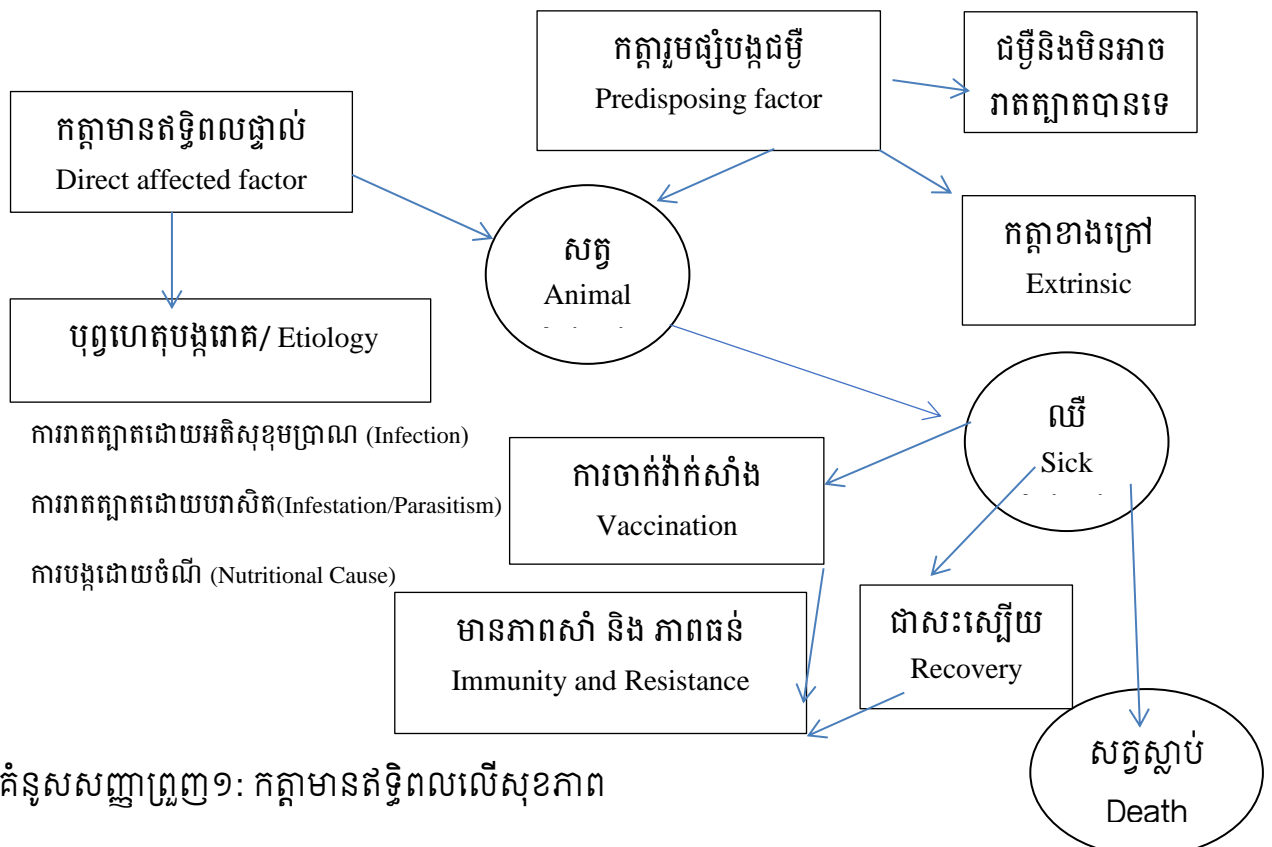 កត្តារួមផ្សំបង្កជម្ងឺ
Predisposing factor
ជម្ងឺនិងមិនអាច
រាតត្បាតបានទេ
កត្តាមានឥទ្ធិពលផ្ទាល់
Direct affected factor
សត្វ
Animal
កត្តាខាងក្រៅ
Extrinsic
បុព្វហេតុបង្ករោគ/ Etiology
ការរាតត្បាតដោយអតិសុខុមប្រាណ (Infection)
ការរាតត្បាតដោយបរាសិត(Infestation/Parasitism)
ការបង្កដោយចំណី (Nutritional Cause)
ការចាក់វ៉ាក់សាំង
Vaccination
ឈឺ
Sick
មានភាពសាំ និង ភាពធន់
Immunity and Resistance
ជាសះស្បើយ
Recovery
សត្វស្លាប់
Death
គំនូសសញ្ញាព្រួញ១: កត្តាមានឥទ្ធិពលលើសុខភាព